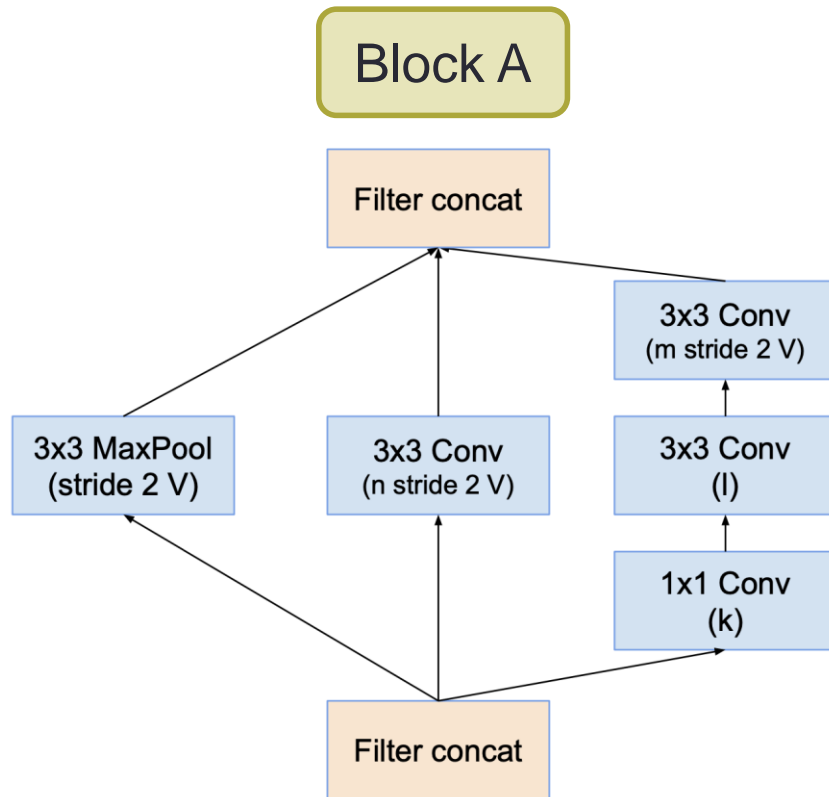 Block A
Filter concat
3x3 Conv
(m stride 2 V)
3x3 MaxPool
(stride 2 V)
3x3 Conv
(n stride 2 V)
3x3 Conv
(l)
1x1 Conv
(k)
Filter concat